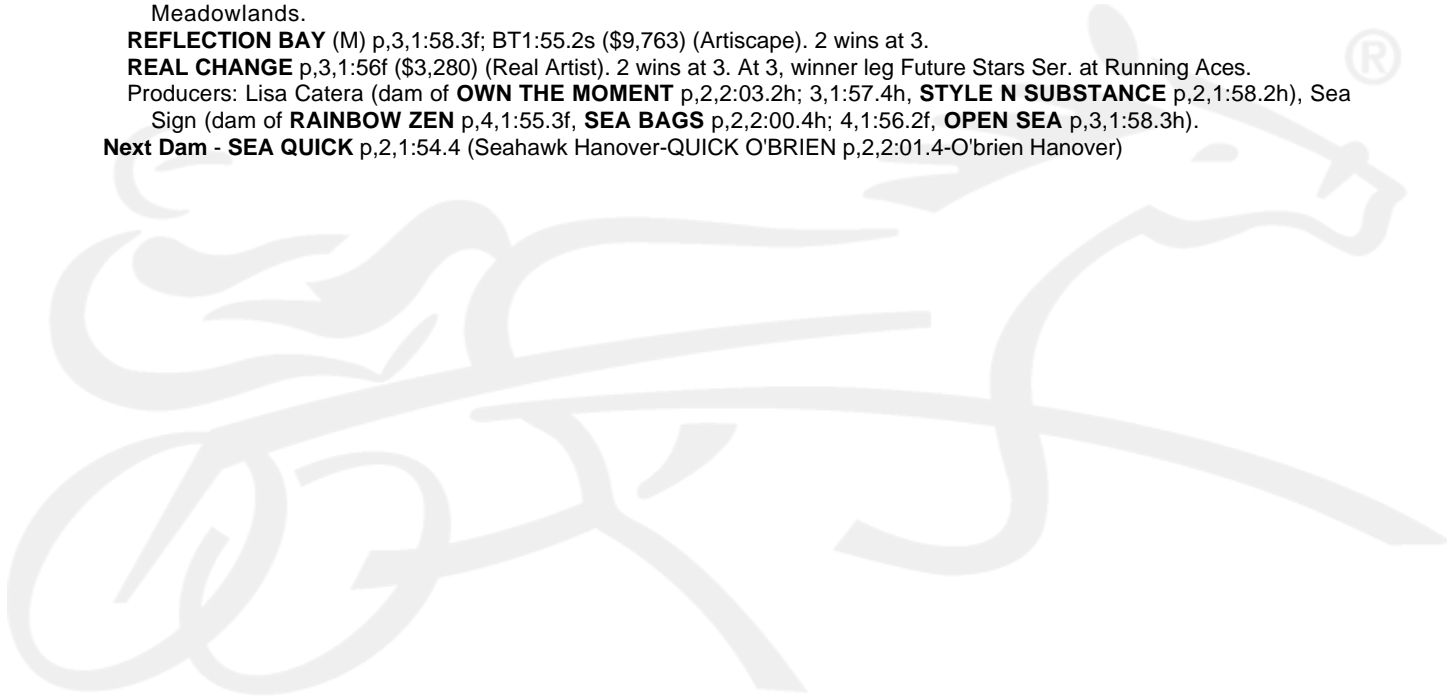 Meadowlands.
REFLECTION BAY (M) p,3,1:58.3f; BT1:55.2s ($9,763) (Artiscape). 2 wins at 3.
REAL CHANGE p,3,1:56f ($3,280) (Real Artist). 2 wins at 3. At 3, winner leg Future Stars Ser. at Running Aces.
Producers: Lisa Catera (dam of OWN THE MOMENT p,2,2:03.2h; 3,1:57.4h, STYLE N SUBSTANCE p,2,1:58.2h), Sea
Sign (dam of RAINBOW ZEN p,4,1:55.3f, SEA BAGS p,2,2:00.4h; 4,1:56.2f, OPEN SEA p,3,1:58.3h).
Next Dam - SEA QUICK p,2,1:54.4 (Seahawk Hanover-QUICK O'BRIEN p,2,2:01.4-O'brien Hanover)
®